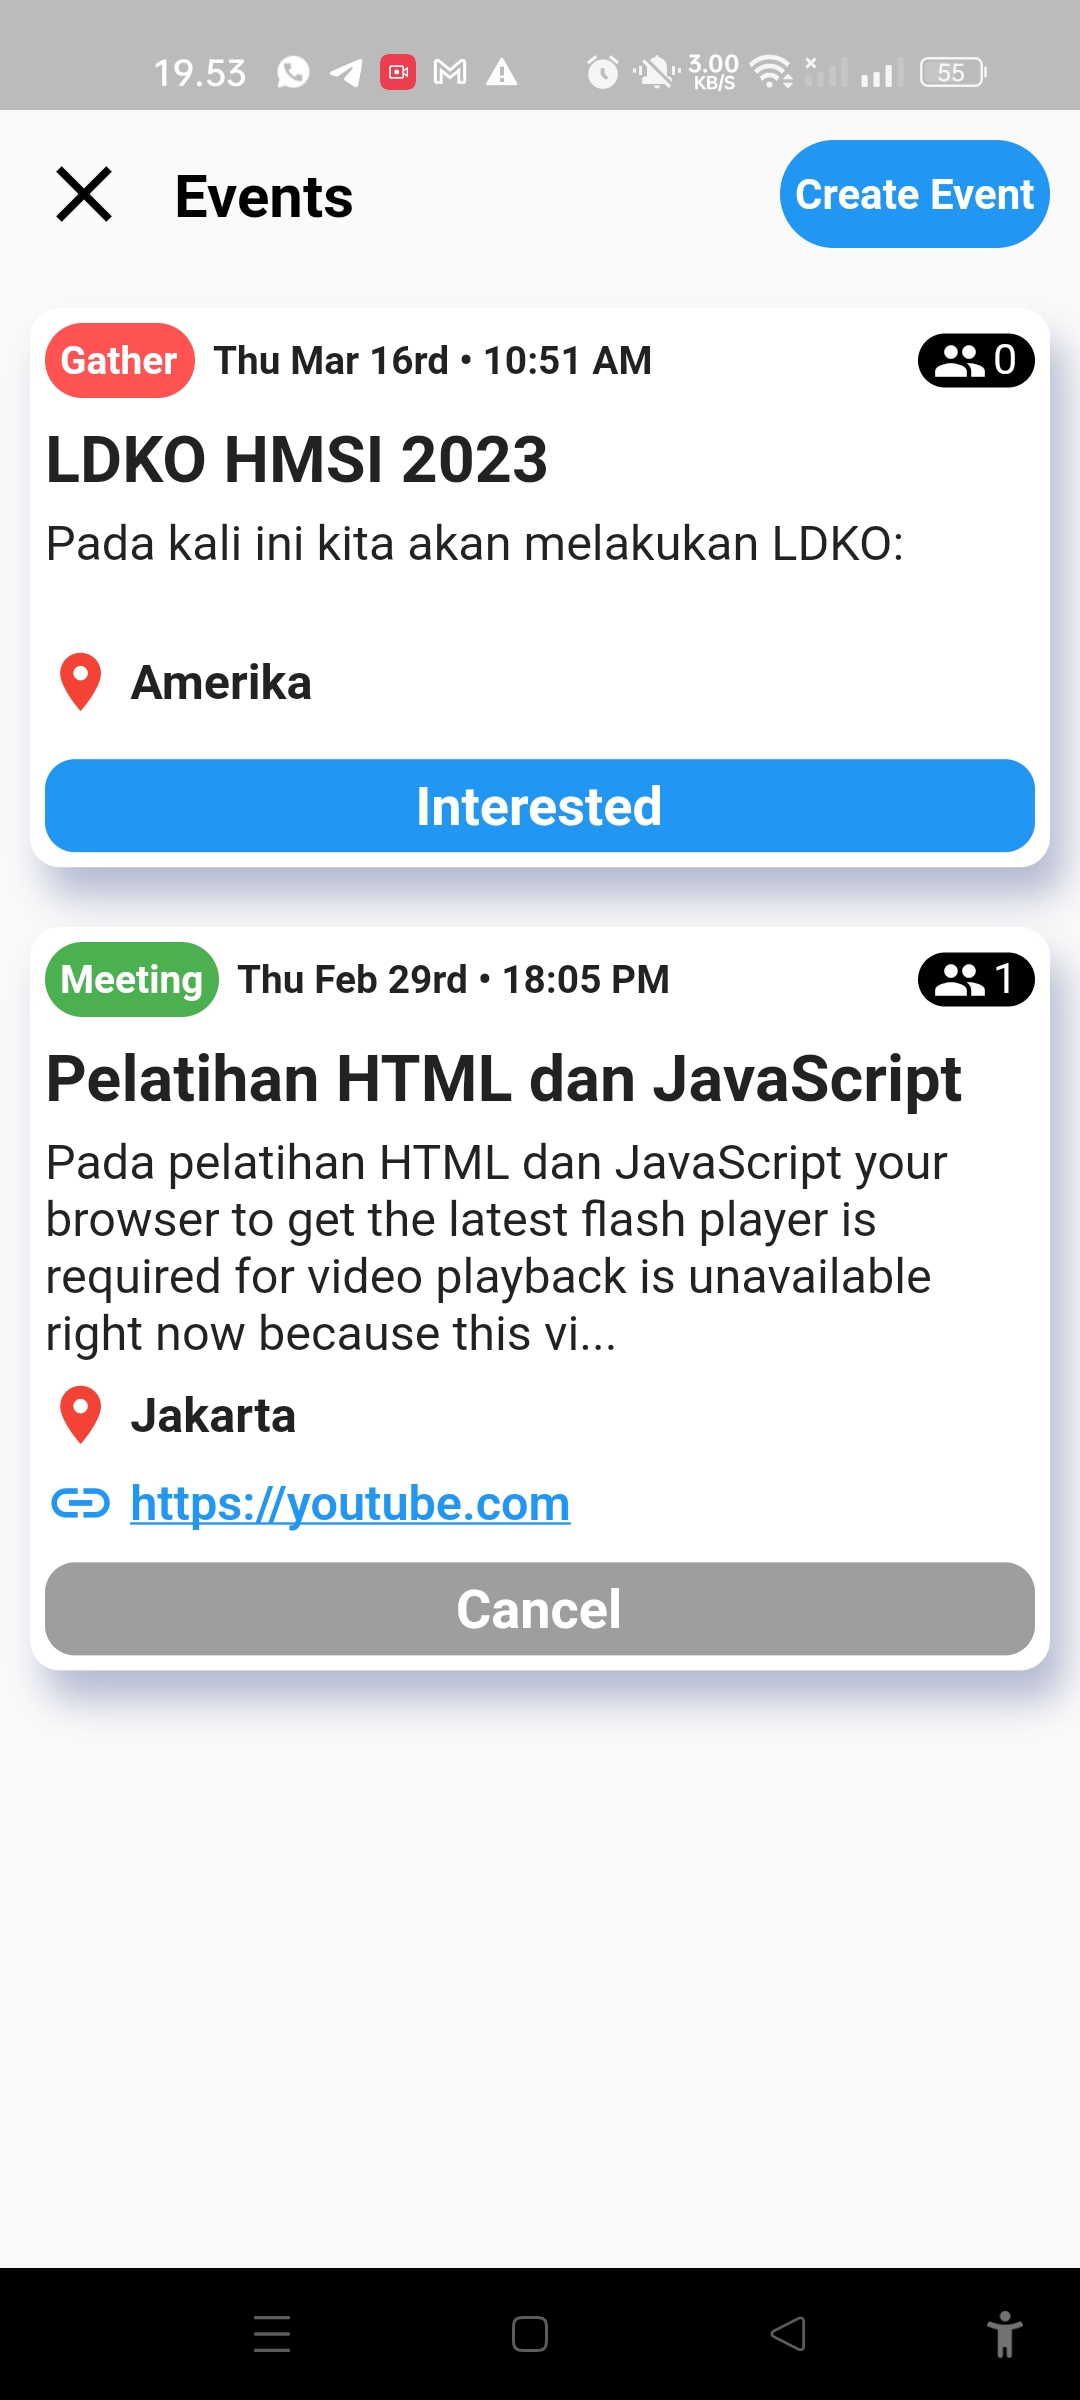 19.53
3.00
KB/S
55
Events
Create Event
Gather
Thu Mar 16rd • 10:51 AM
0
LDKO HMSI 2023
Pada kali ini kita akan melakukan LDKO:
Amerika
Interested
Meeting
Thu Feb 29rd • 18:05 PM
1
Pelatihan HTML dan JavaScript
Pada pelatihan HTML dan JavaScript your
browser to get the latest flash player is
required for video playback is unavailable
right now because this vi...
Jakarta
https://youtube.com
Cancel